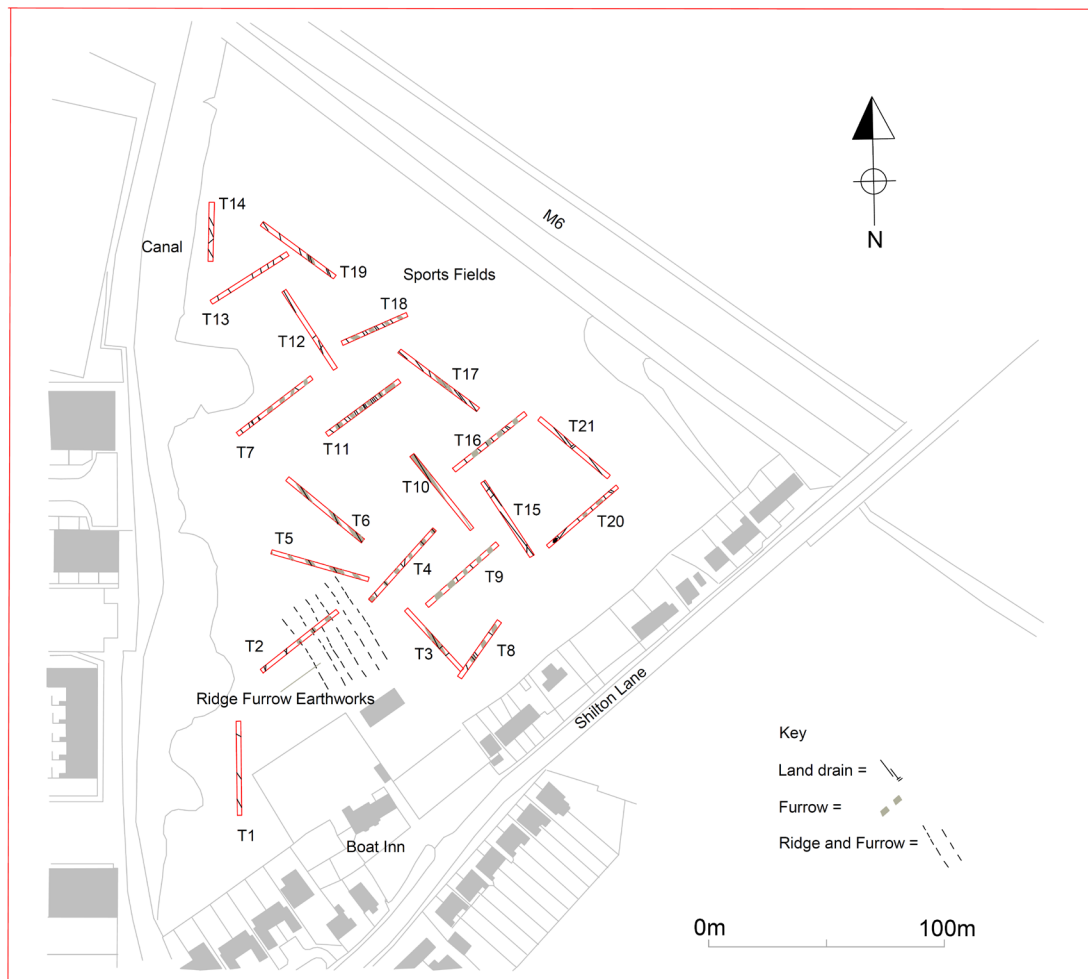 M6
T14
Canal
T19
Sports Fields
N
T13
T18
T12
T17
T7
T11
T16
T21
T10
T15
T6
T20
T5
T4
T9
T2
T3
T8
Ridge Furrow Earthworks
Shilton Lane
T1
Boat Inn
Key
Land drain =
Furrow =
Ridge and Furrow =
0m
100m